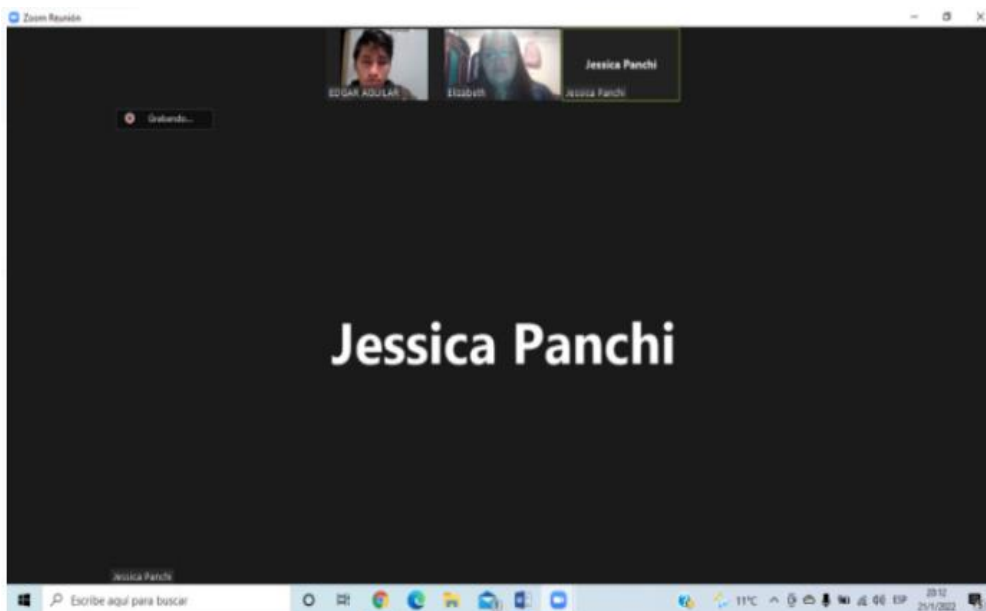 Zoom Reunión
Jessica Panchi
EDGAR AGUILAR
Elizabeth
Jessica Panchi
Grabando...
Jessica Panchi
Jessica Panchi
Escribe aquí para buscar
11°C
ESP
20:12
21/1/2022